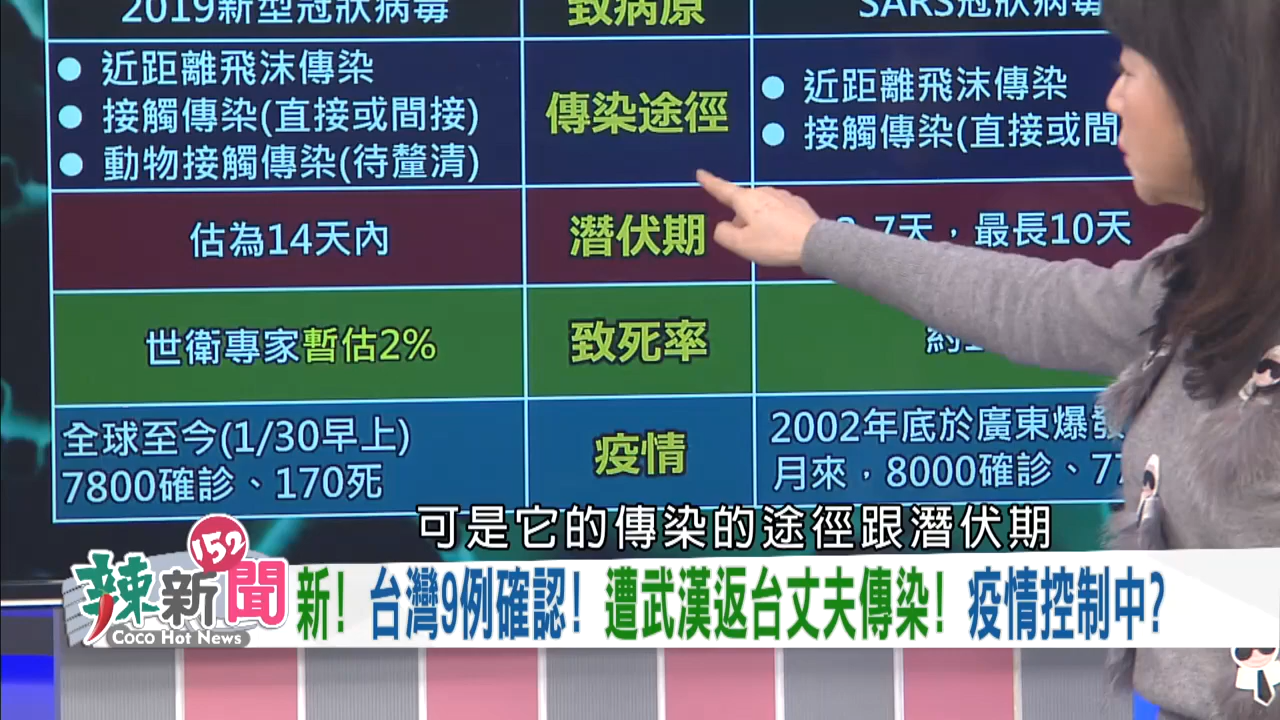 2019新型冠狀病毒
致病原
SARS冠狀病毒
● 近距離飛沫傳染
● 接觸傳染(直接或間接)
● 動物接觸傳染(待釐清)
傳染途徑
● 近距離飛沫傳染
● 接觸傳染(直接或間
估為14天內
潛伏期
7天，最長10天
世衛專家暫估2%
致死率
約
全球至今(1/30早上)
7800確診、170死
疫情
2002年底於廣東爆發
月來，8000確診、77
可是它的傳染的途徑跟潛伏期
辣新聞152
Coco Hot News
新! 台灣9例確認! 遭武漢返台丈夫傳染! 疫情控制中?